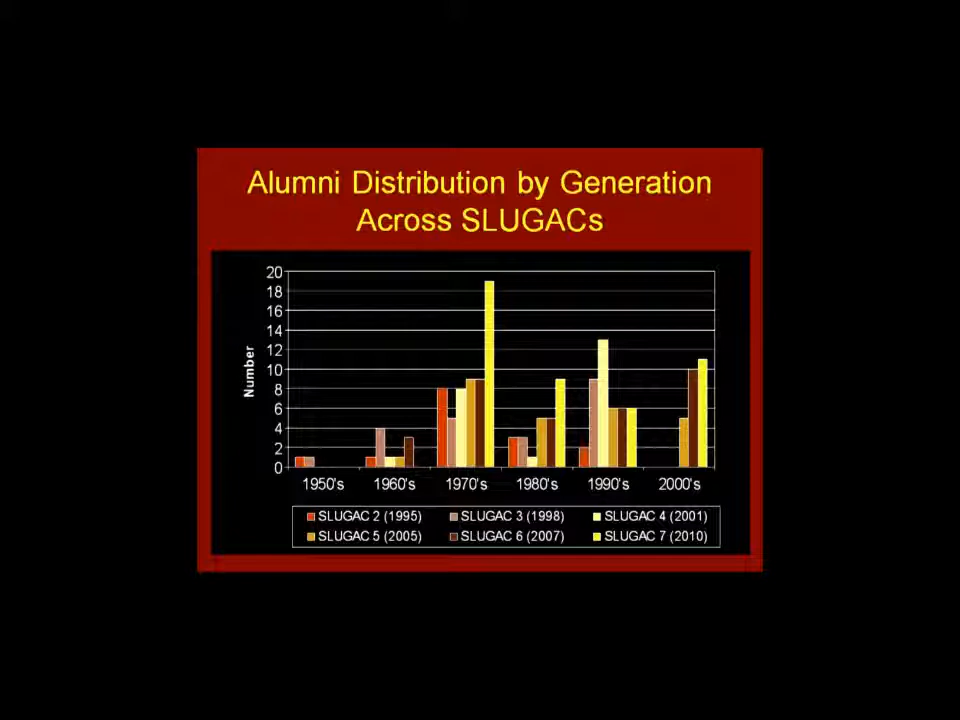 Alumni Distribution by Generation
Across SLUGACs
20
18
16
14
12
10
8
6
4
2
0
Number
1950's 1960's 1970's 1980's 1990's 2000's
SLUGAC 2 (1995) SLUGAC 3 (1998) SLUGAC 4 (2001)
SLUGAC 5 (2005) SLUGAC 6 (2007) SLUGAC 7 (2010)